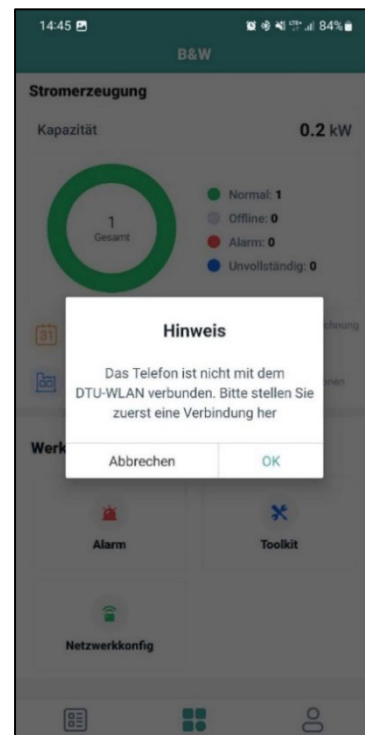 14:45 84%
B&W
Stromerzeugung
Kapazität 0.2 kW
1
Gesamt
Normal: 1
Offline: 0
Alarm: 0
Unvollständig: 0
31
Hinweis
Das Telefon ist nicht mit dem
DTU-WLAN verbunden. Bitte stellen Sie
zuerst eine Verbindung her
Abbrechen OK
Werk
Alarm Toolkit
Netzwerkkonfig